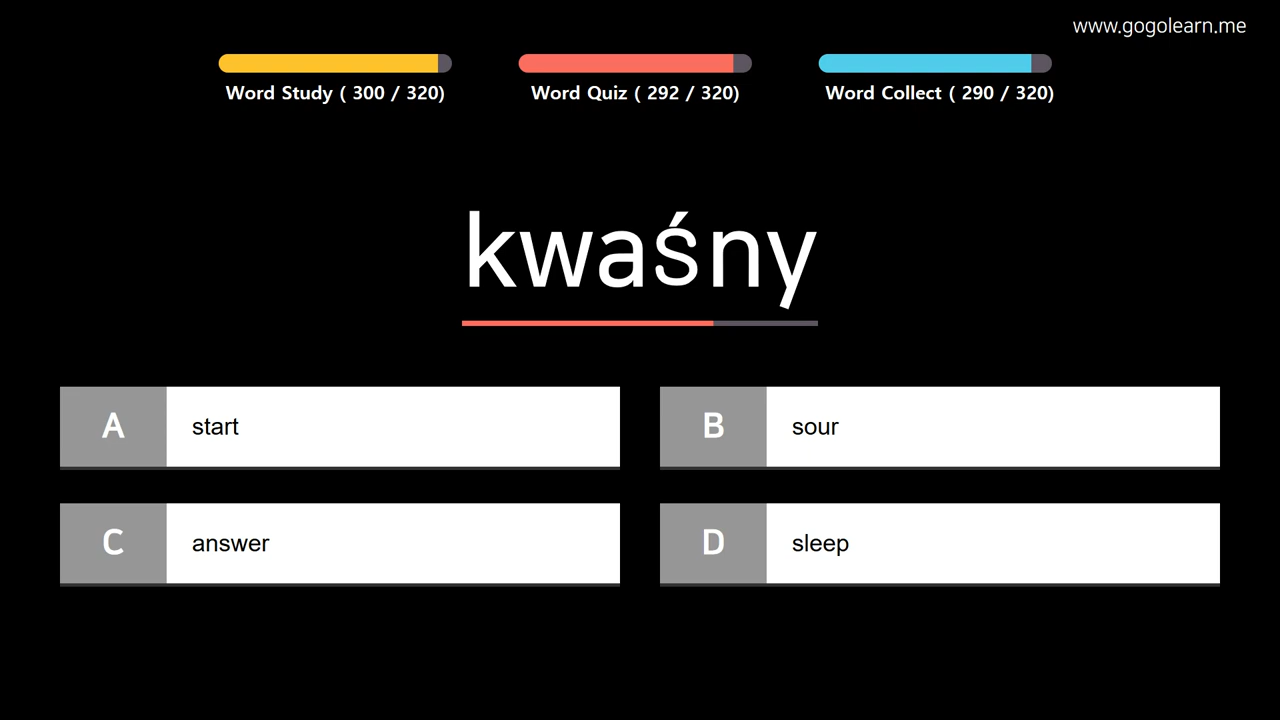 www.gogolearn.me
Word Study ( 300 / 320)
Word Quiz ( 292 / 320)
Word Collect ( 290 / 320)
kwaśny
A start
B sour
C answer
D sleep